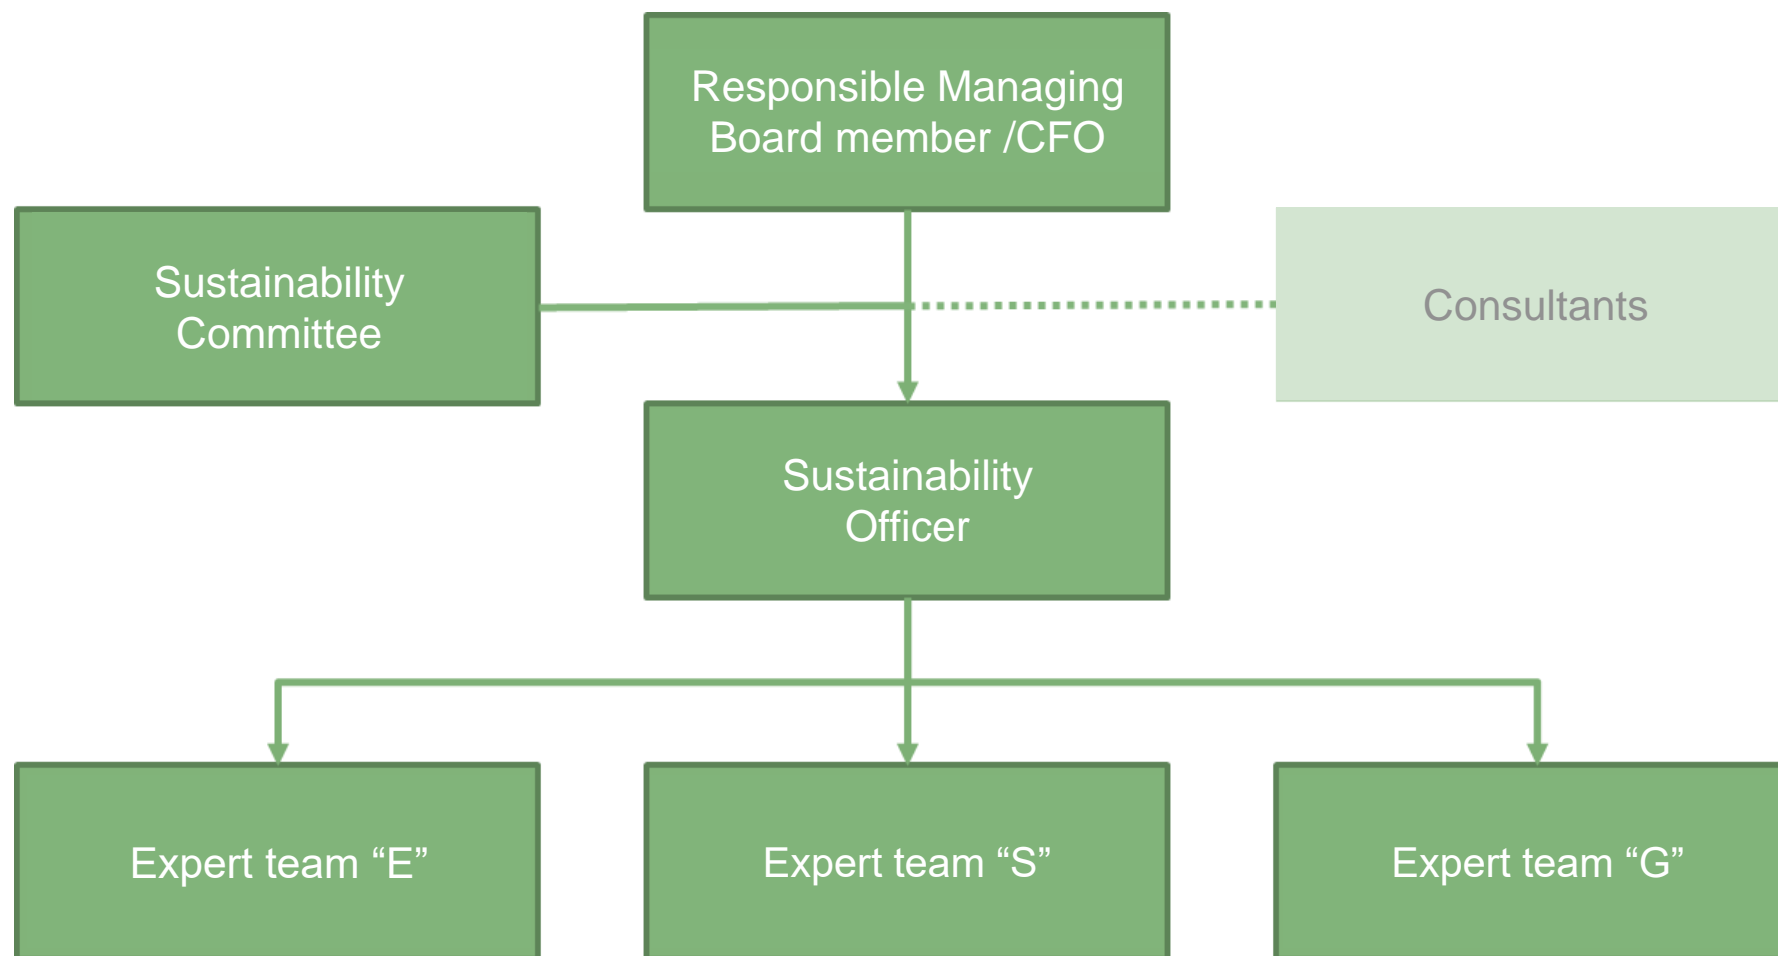 Responsible Managing
Board member /CFO
Sustainability
Committee
Consultants
Sustainability
Officer
Expert team “E”
Expert team “S”
Expert team “G”